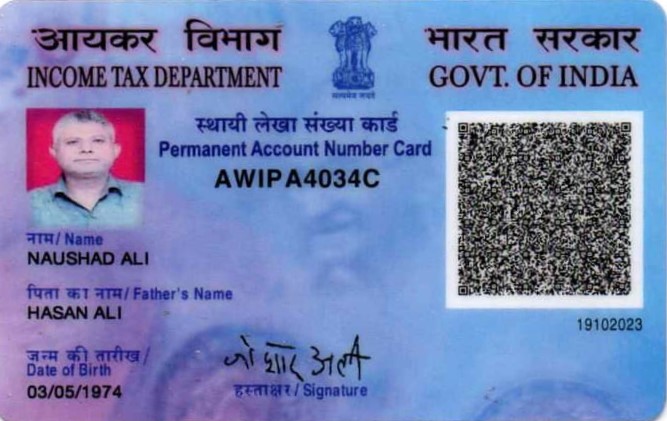 आयकर विभाग
INCOME TAX DEPARTMENT
सत्यमेव जयते
भारत सरकार
GOVT. OF INDIA
स्थायी लेखा संख्या कार्ड
Permanent Account Number Card
AWIPA4034C
नाम/ Name
NAUSHAD ALI
पिता का नाम/ Father's Name
HASAN ALI
19102023
जन्म की तारीख/
Date of Birth
03/05/1974
अली
हस्ताक्षर / Signature